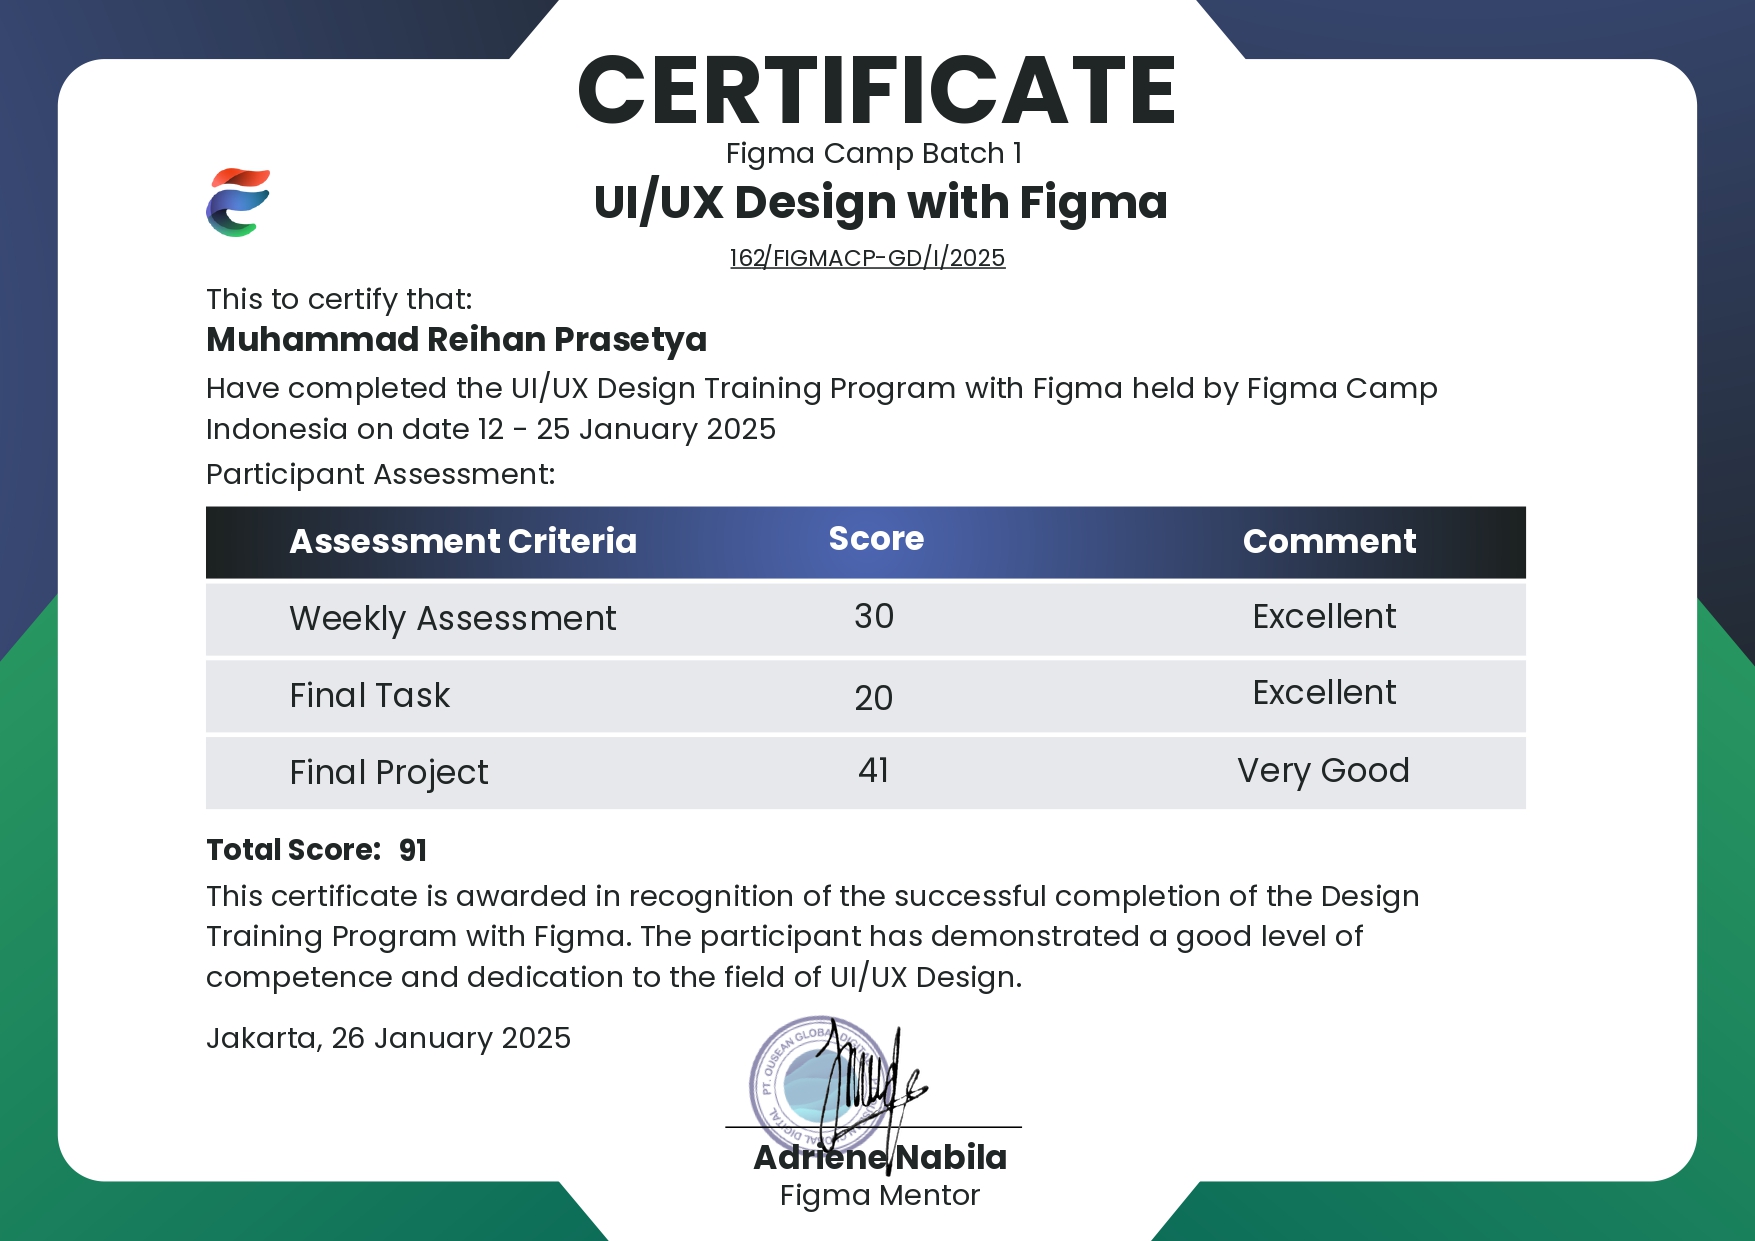 CERTIFICATE
Figma Camp Batch 1
UI/UX Design with Figma
162/FIGMACP-GD/I/2025
This to certify that:
Muhammad Reihan Prasetya
Have completed the UI/UX Design Training Program with Figma held by Figma Camp
Indonesia on date 12 - 25 January 2025
Participant Assessment:
Assessment Criteria Score Comment
Weekly Assessment 30 Excellent
Final Task 20 Excellent
Final Project 41 Very Good
Total Score: 91
This certificate is awarded in recognition of the successful completion of the Design
Training Program with Figma. The participant has demonstrated a good level of
competence and dedication to the field of UI/UX Design.
Jakarta, 26 January 2025
PT. OUSEAN GLOBAL DIGITAL
Adriene Nabila
Figma Mentor